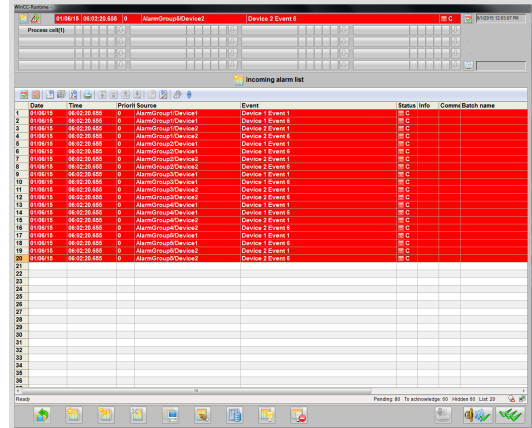 WinCC-Runtime -
01/06/15 06:02:20.655 0 AlarmGroup5/Device2 Device 2 Event 6 C
Process cell(1)
Incoming alarm list
Date Time Priorit Source Event Status Info Comme Batch name
1 01/06/15 06:02:20.655 0 AlarmGroup1/Device1 Device 1 Event 1 C
2 01/06/15 06:02:20.655 0 AlarmGroup1/Device1 Device 1 Event 6 C
3 01/06/15 06:02:20.655 0 AlarmGroup1/Device2 Device 2 Event 1 C
4 01/06/15 06:02:20.655 0 AlarmGroup1/Device2 Device 2 Event 6 C
5 01/06/15 06:02:20.655 0 AlarmGroup2/Device1 Device 1 Event 1 C
6 01/06/15 06:02:20.655 0 AlarmGroup2/Device1 Device 1 Event 6 C
7 01/06/15 06:02:20.655 0 AlarmGroup2/Device2 Device 2 Event 1 C
8 01/06/15 06:02:20.655 0 AlarmGroup2/Device2 Device 2 Event 6 C
9 01/06/15 06:02:20.655 0 AlarmGroup3/Device1 Device 1 Event 1 C
10 01/06/15 06:02:20.655 0 AlarmGroup3/Device1 Device 1 Event 6 C
11 01/06/15 06:02:20.655 0 AlarmGroup3/Device2 Device 2 Event 1 C
12 01/06/15 06:02:20.655 0 AlarmGroup3/Device2 Device 2 Event 6 C
13 01/06/15 06:02:20.655 0 AlarmGroup4/Device1 Device 1 Event 1 C
14 01/06/15 06:02:20.655 0 AlarmGroup4/Device1 Device 1 Event 6 C
15 01/06/15 06:02:20.655 0 AlarmGroup4/Device2 Device 2 Event 1 C
16 01/06/15 06:02:20.655 0 AlarmGroup4/Device2 Device 2 Event 6 C
17 01/06/15 06:02:20.655 0 AlarmGroup5/Device1 Device 1 Event 1 C
18 01/06/15 06:02:20.655 0 AlarmGroup5/Device1 Device 1 Event 6 C
19 01/06/15 06:02:20.655 0 AlarmGroup5/Device2 Device 2 Event 1 C
20 01/06/15 06:02:20.655 0 AlarmGroup5/Device2 Device 2 Event 6 C
21
22
23
24
25
26
27
28
29
30
31
32
33
34
35
36
Ready Pending: 80 To acknowledge: 60 Hidden 60 List: 20